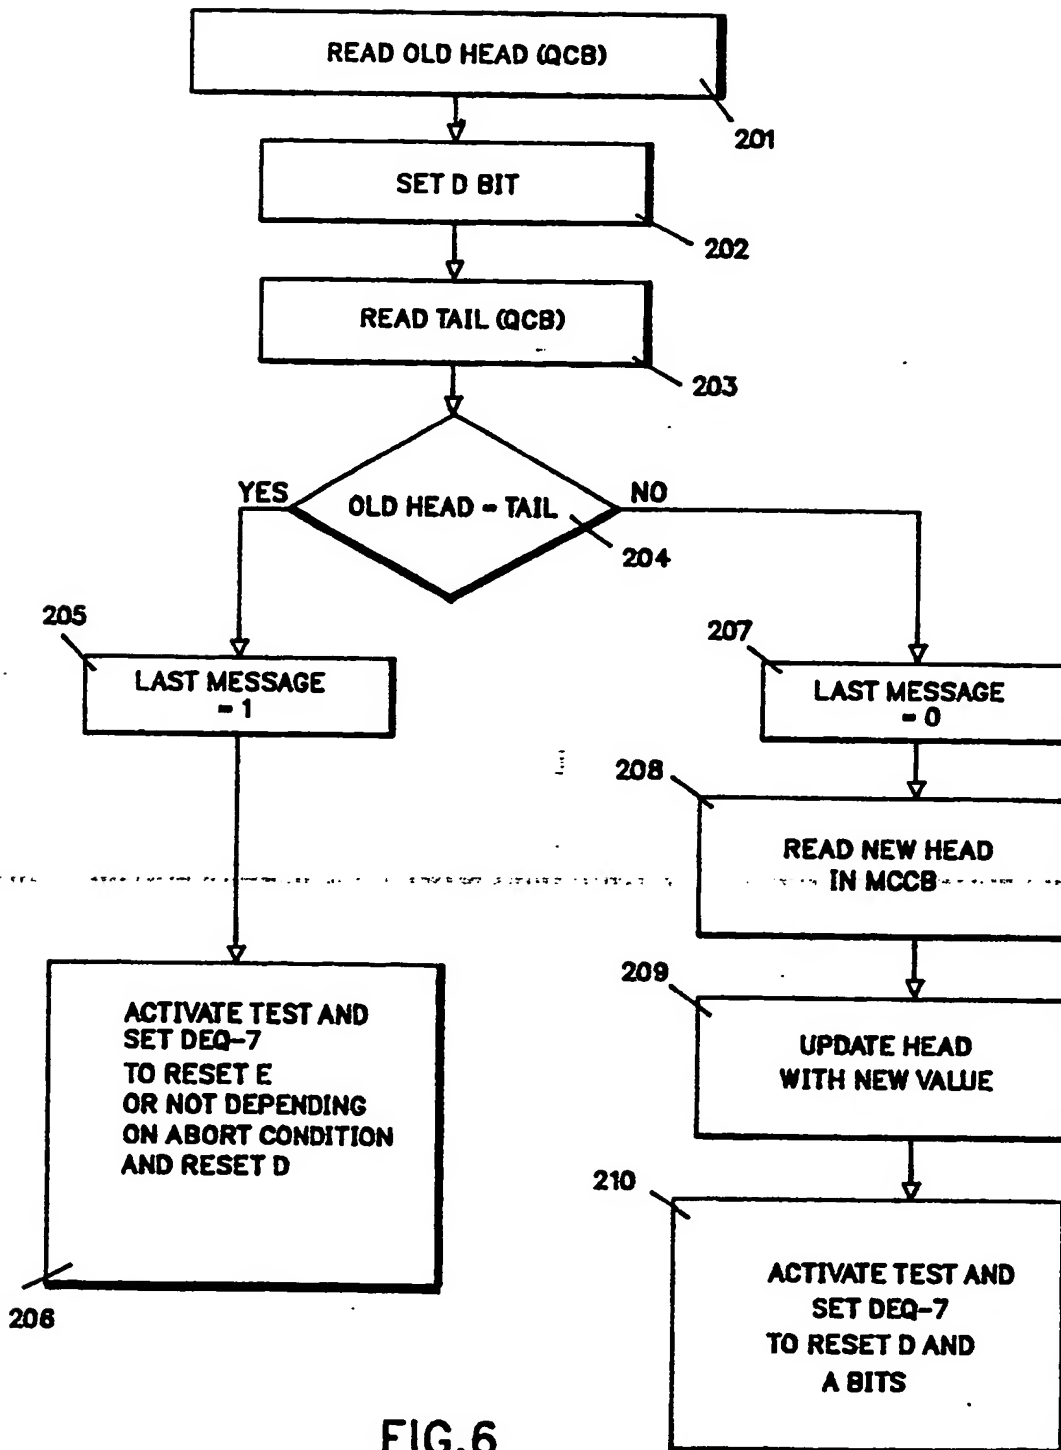 READ OLD HEAD (QCB)
201
SET D BIT
202
READ TAIL (QCB)
203
YES
OLD HEAD = TAIL
NO
204
205
LAST MESSAGE
= 1
207
LAST MESSAGE
= 0
208
READ NEW HEAD
IN MCCB
209
UPDATE HEAD
WITH NEW VALUE
ACTIVATE TEST AND
SET DEQ-7
TO RESET E
OR NOT DEPENDING
ON ABORT CONDITION
AND RESET D
206
210
ACTIVATE TEST AND
SET DEQ-7
TO RESET D AND
A BITS
FIG.6